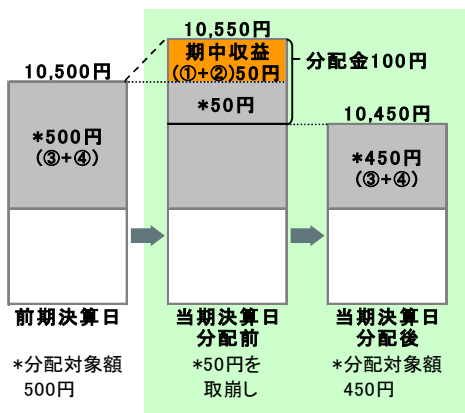 10,550円
期中収益
(①+②)50円
分配金100円
*50円
10,500円
*500円
(③+④)
10,450円
*450円
(③+④)
前期決算日
*分配対象額
500円
当期決算日
分配前
*50円を
取崩し
当期決算日
分配後
*分配対象額
450円